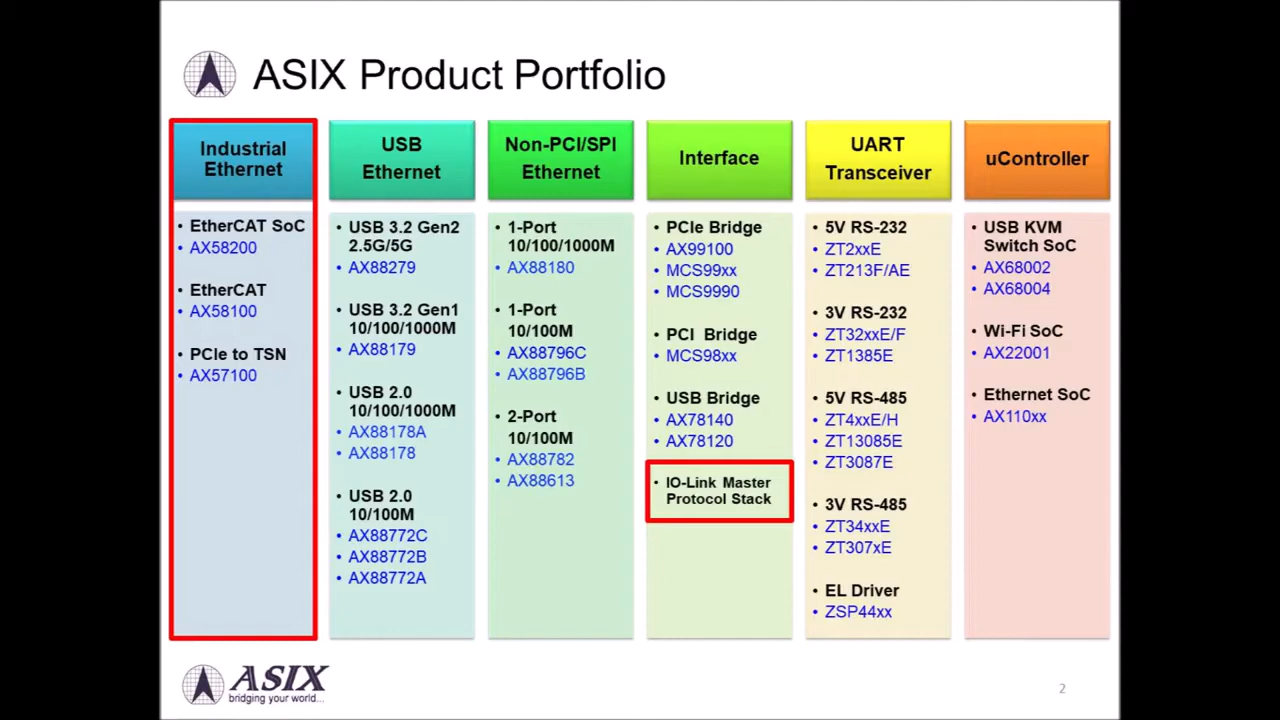 ASIX Product Portfolio
Industrial
Ethernet
• EtherCAT SoC
• AX58200
• EtherCAT
• AX58100
• PCIe to TSN
• AX57100
USB
Ethernet
• USB 3.2 Gen2
2.5G/5G
• AX88279
• USB 3.2 Gen1
10/100/1000M
• AX88179
• USB 2.0
10/100/1000M
• AX88178A
• AX88178
• USB 2.0
10/100M
• AX88772C
• AX88772B
• AX88772A
Non-PCI/SPI
Ethernet
• 1-Port
10/100/1000M
• AX88180
• 1-Port
10/100M
• AX88796C
• AX88796B
• 2-Port
10/100M
• AX88782
• AX88613
Interface
• PCIe Bridge
• AX99100
• MCS99xx
• MCS9990
• PCI Bridge
• MCS98xx
• USB Bridge
• AX78140
• AX78120
• IO-Link Master
Protocol Stack
UART
Transceiver
• 5V RS-232
• ZT2xxE
• ZT213F/AE
• 3V RS-232
• ZT32xxE/F
• ZT1385E
• 5V RS-485
• ZT4xxE/H
• ZT13085E
• ZT3087E
• 3V RS-485
• ZT34xxE
• ZT307xE
• EL Driver
• ZSP44xx
uController
• USB KVM
Switch SoC
• AX68002
• AX68004
• Wi-Fi SoC
• AX22001
• Ethernet SoC
• AX110xx
ASIX
bridging your world...
2